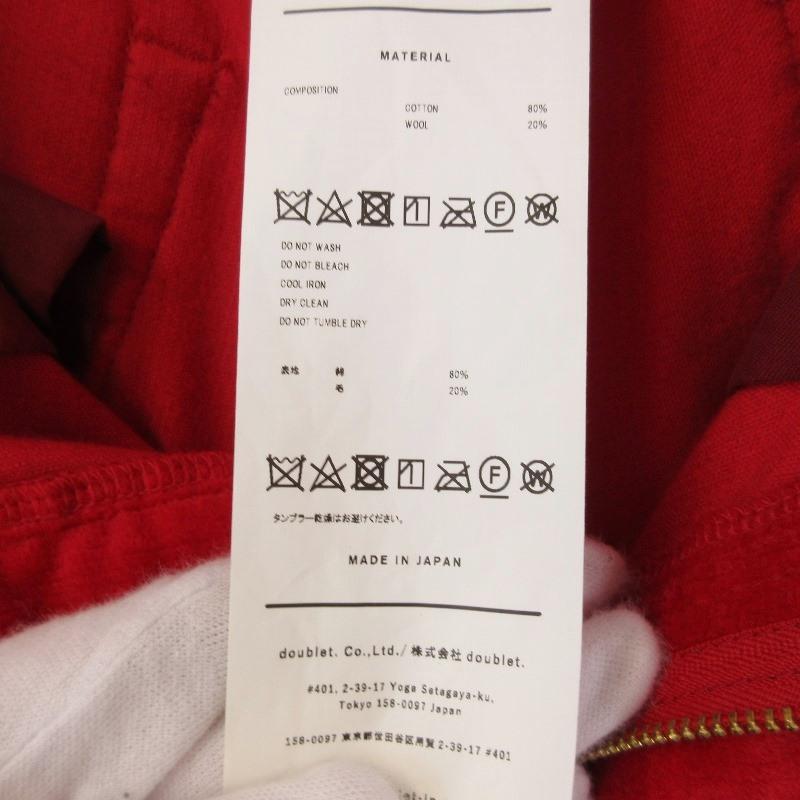 MATERIAL
COMPOSITION
COTTON 80%
WOOL 20%
F W
DO NOT WASH
DO NOT BLEACH
COOL IRON
DRY CLEAN
DO NOT TUMBLE DRY
表地 綿 80%
毛 20%
F W
タンブラー乾燥はお避けください。
MADE IN JAPAN
doublet. Co.,Ltd./ 株式会社 doublet.
#401, 2-39-17 Yoga Setagaya-ku,
Tokyo 158-0097 Japan
158-0097 東京都世田谷区用賀 2-39-17 #401